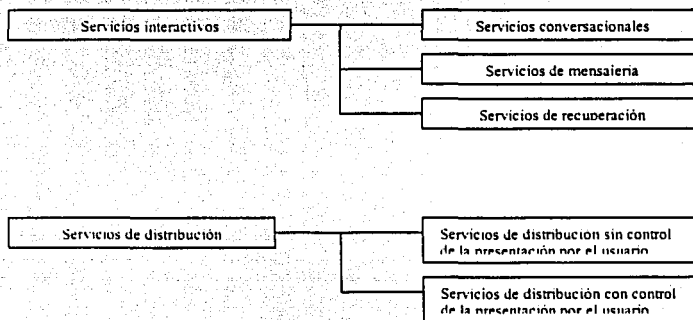 Servicios interactivos
Servicios conversacionales
Servicios de mensajería
Servicios de recuperación
Servicios de distribución
Servicios de distribución sin control
de la presentación por el usuario
Servicios de distribución con control
de la presentación por el usuario